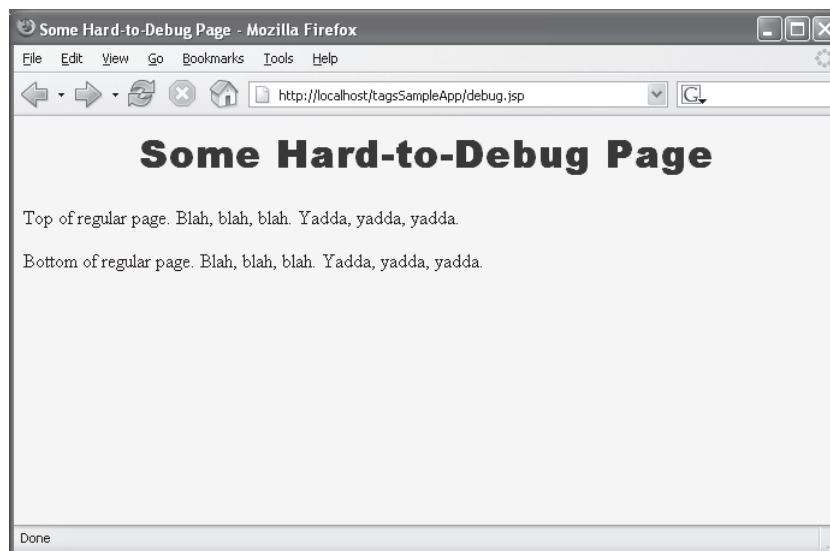 Some Hard-to-Debug Page - Mozilla Firefox
File Edit View Go Bookmarks Tools Help
http://localhost/tagsSampleApp/debug.jsp G
Some Hard-to-Debug Page
Top of regular page. Blah, blah, blah. Yadda, yadda, yadda.
Bottom of regular page. Blah, blah, blah. Yadda, yadda, yadda.
Done